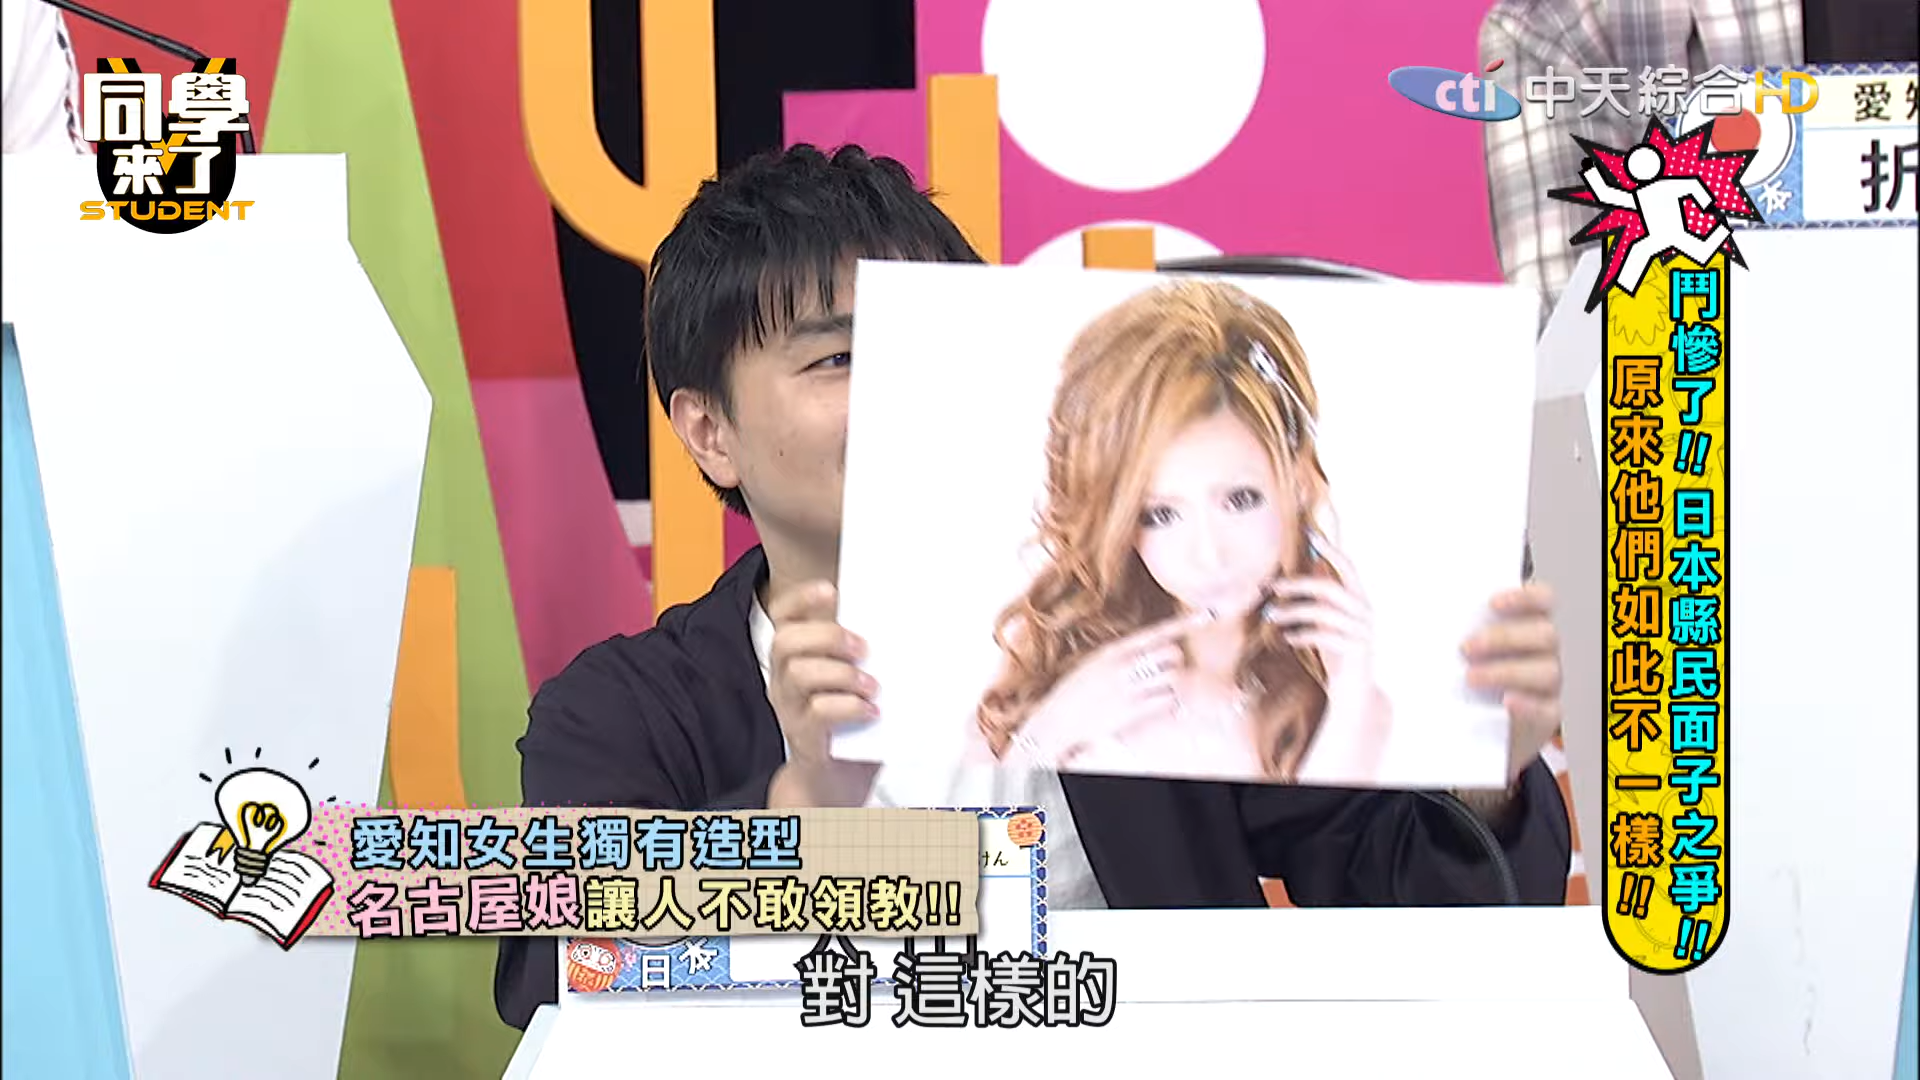 同學
來了
STUDENT
cti 中天綜合HD
愛知
折
鬥慘了!! 日本縣民面子之爭!!
原來他們如此不一樣!!
愛知女生獨有造型
名古屋娘讓人不敢領教!!
けん
日本
對 這樣的